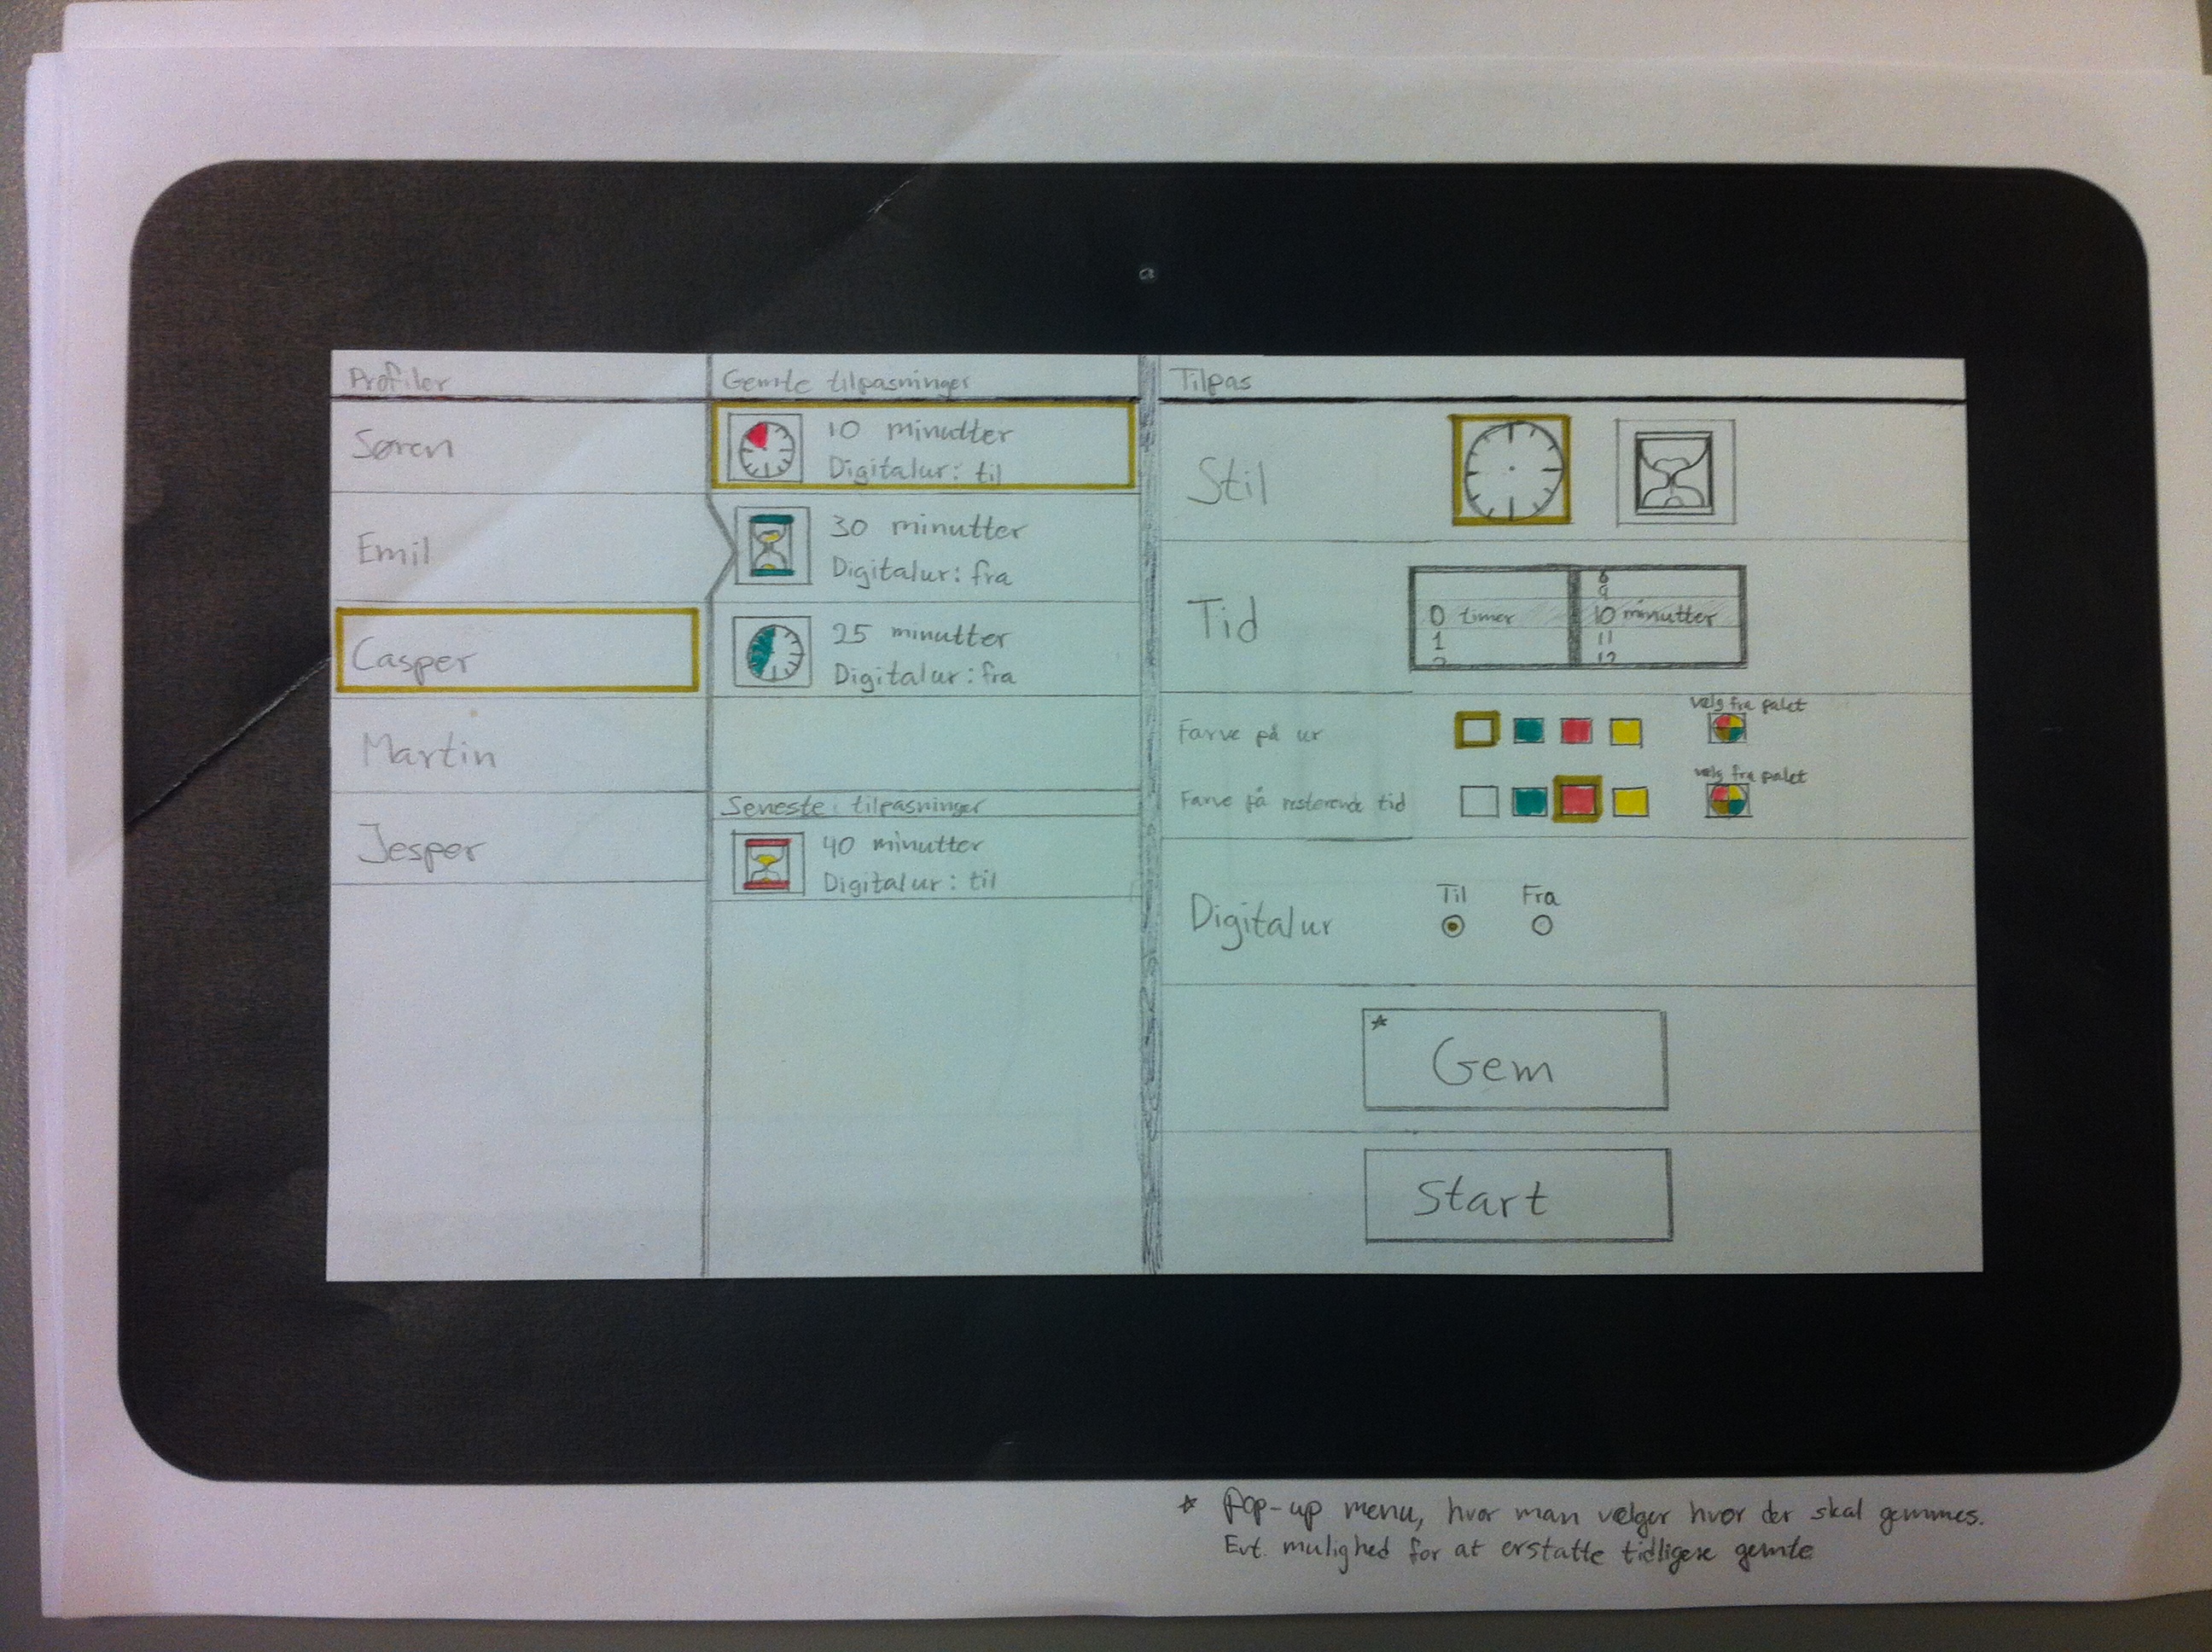 Profiler
Søren
Emil
Casper
Martin
Jesper
Gemte tilpasninger
10 minutter
Digitalur: til
30 minutter
Digitalur: fra
25 minutter
Digitalur: fra
Seneste tilpasninger
40 minutter
Digitalur: til
Tilpas
Stil
Tid
0 timer
1
2
8
9
10 minutter
11
12
Farve på ur
vælg fra palet
Farve på resterende tid
vælg fra palet
Digitalur
Til Fra
* Gem
Start
* Pop-up menu, hvor man vælger hvor der skal gemmes.
Evt. mulighed for at erstatte tidligere gemte